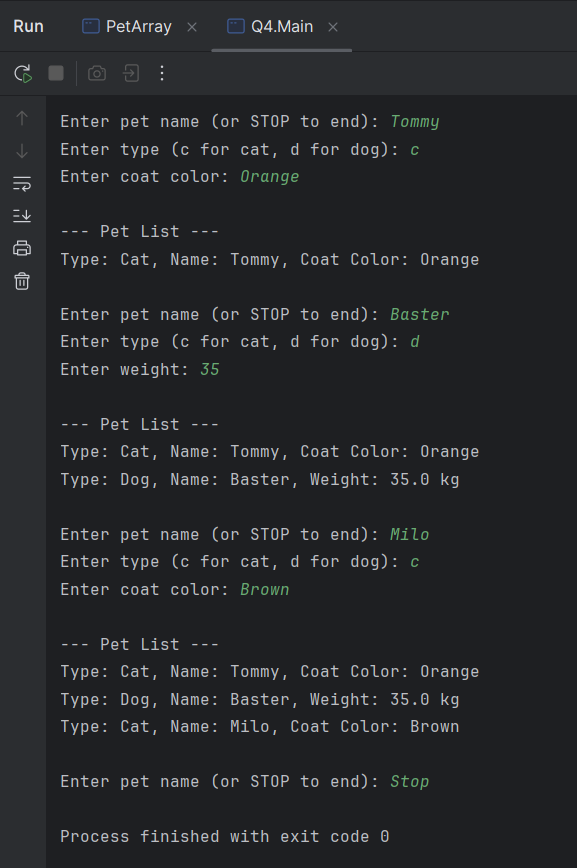 Run PetArray Q4.Main
Enter pet name (or STOP to end): Tommy
Enter type (c for cat, d for dog): c
Enter coat color: Orange
--- Pet List ---
Type: Cat, Name: Tommy, Coat Color: Orange
Enter pet name (or STOP to end): Baster
Enter type (c for cat, d for dog): d
Enter weight: 35
--- Pet List ---
Type: Cat, Name: Tommy, Coat Color: Orange
Type: Dog, Name: Baster, Weight: 35.0 kg
Enter pet name (or STOP to end): Milo
Enter type (c for cat, d for dog): c
Enter coat color: Brown
--- Pet List ---
Type: Cat, Name: Tommy, Coat Color: Orange
Type: Dog, Name: Baster, Weight: 35.0 kg
Type: Cat, Name: Milo, Coat Color: Brown
Enter pet name (or STOP to end): Stop
Process finished with exit code 0